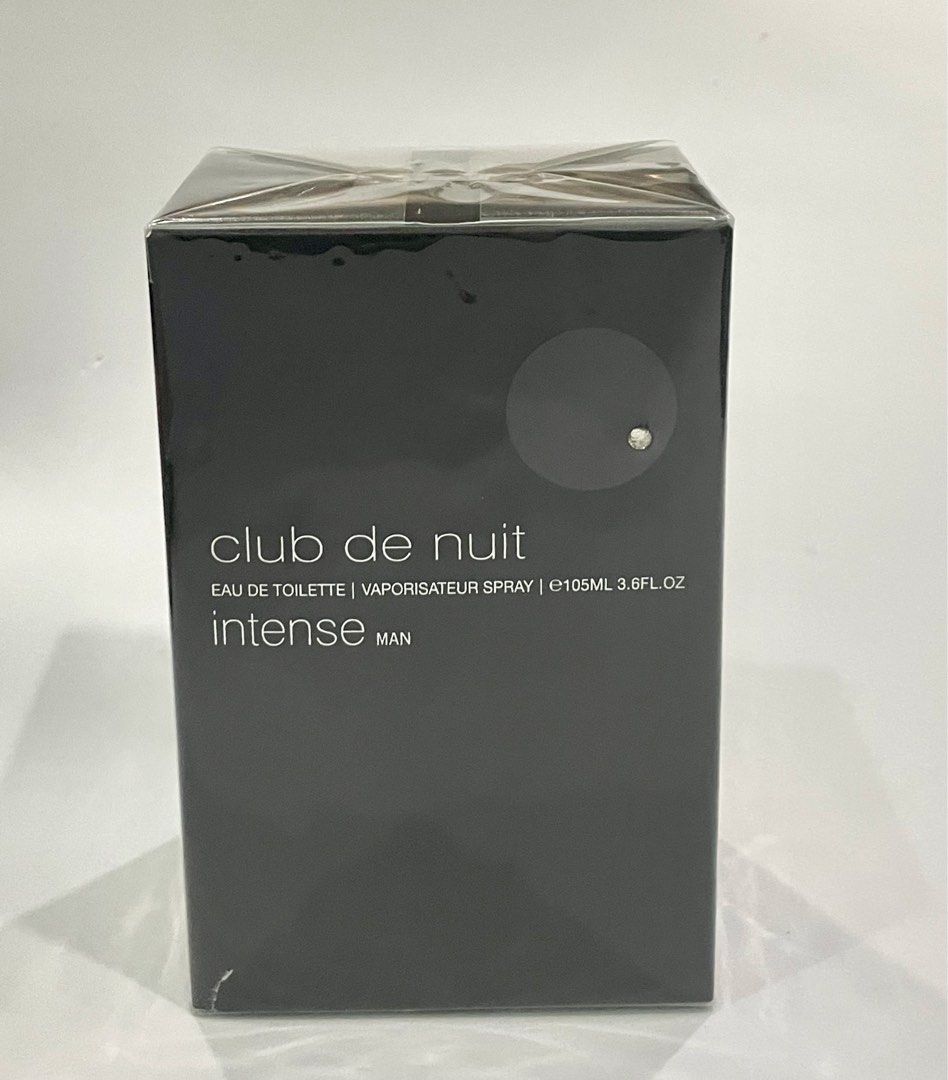 club de nuit
EAU DE TOILETTE | VAPORISATEUR SPRAY | ℮105ML 3.6FL.OZ
intense MAN